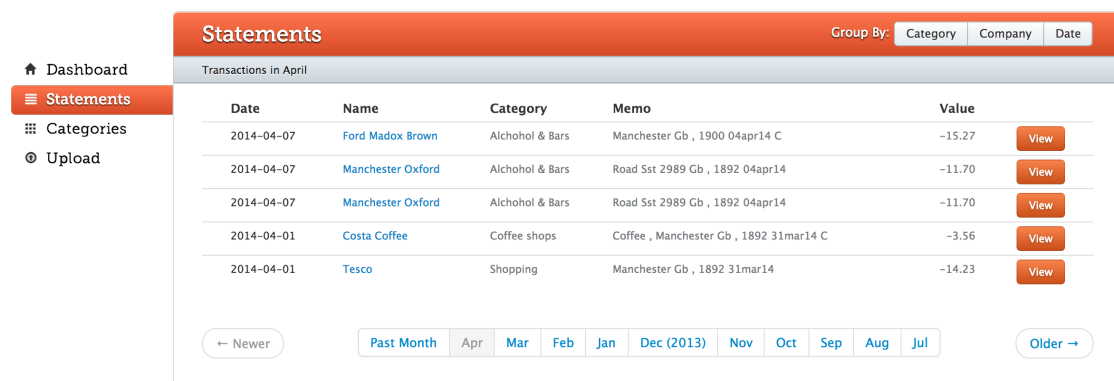 Statements Group By: Category Company Date
Dashboard Transactions in April
Statements
Categories
Upload
Date Name Category Memo Value
2014-04-07 Ford Madox Brown Alchohol & Bars Manchester Gb , 1900 04apr14 C -15.27 View
2014-04-07 Manchester Oxford Alchohol & Bars Road Sst 2989 Gb , 1892 04apr14 -11.70 View
2014-04-07 Manchester Oxford Alchohol & Bars Road Sst 2989 Gb , 1892 04apr14 -11.70 View
2014-04-01 Costa Coffee Coffee shops Coffee , Manchester Gb , 1892 31mar14 C -3.56 View
2014-04-01 Tesco Shopping Manchester Gb , 1892 31mar14 -14.23 View
← Newer Past Month Apr Mar Feb Jan Dec (2013) Nov Oct Sep Aug Jul Older →